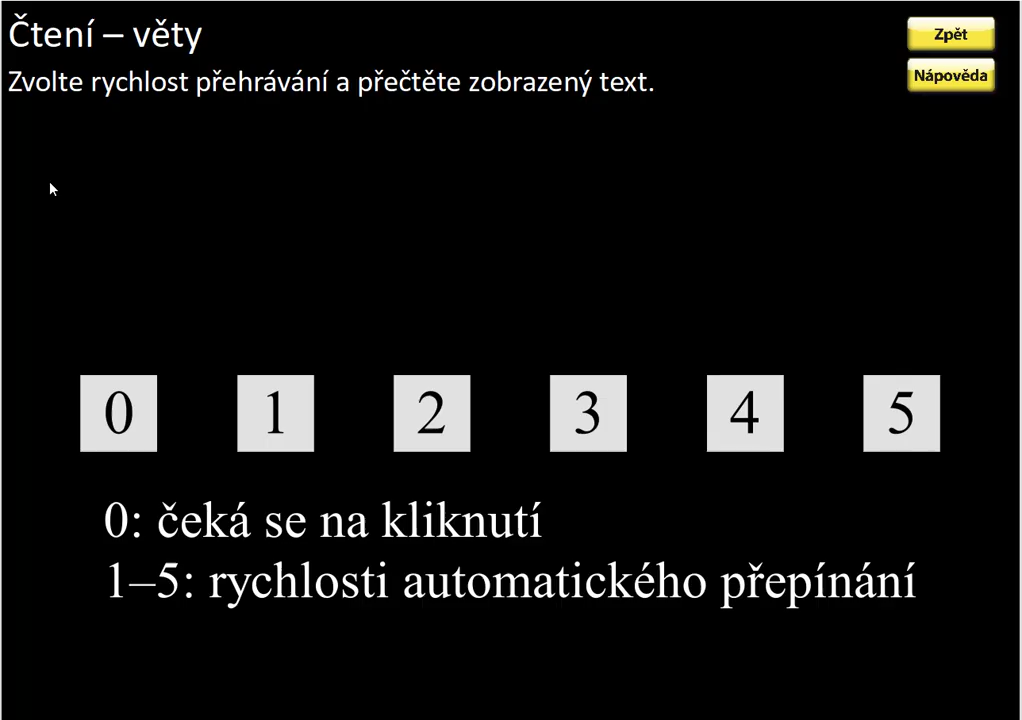 Čtení – věty
Zpět
Zvolte rychlost přehrávání a přečtěte zobrazený text.
Nápověda
0 1 2 3 4 5
0: čeká se na kliknutí
1–5: rychlosti automatického přepínání